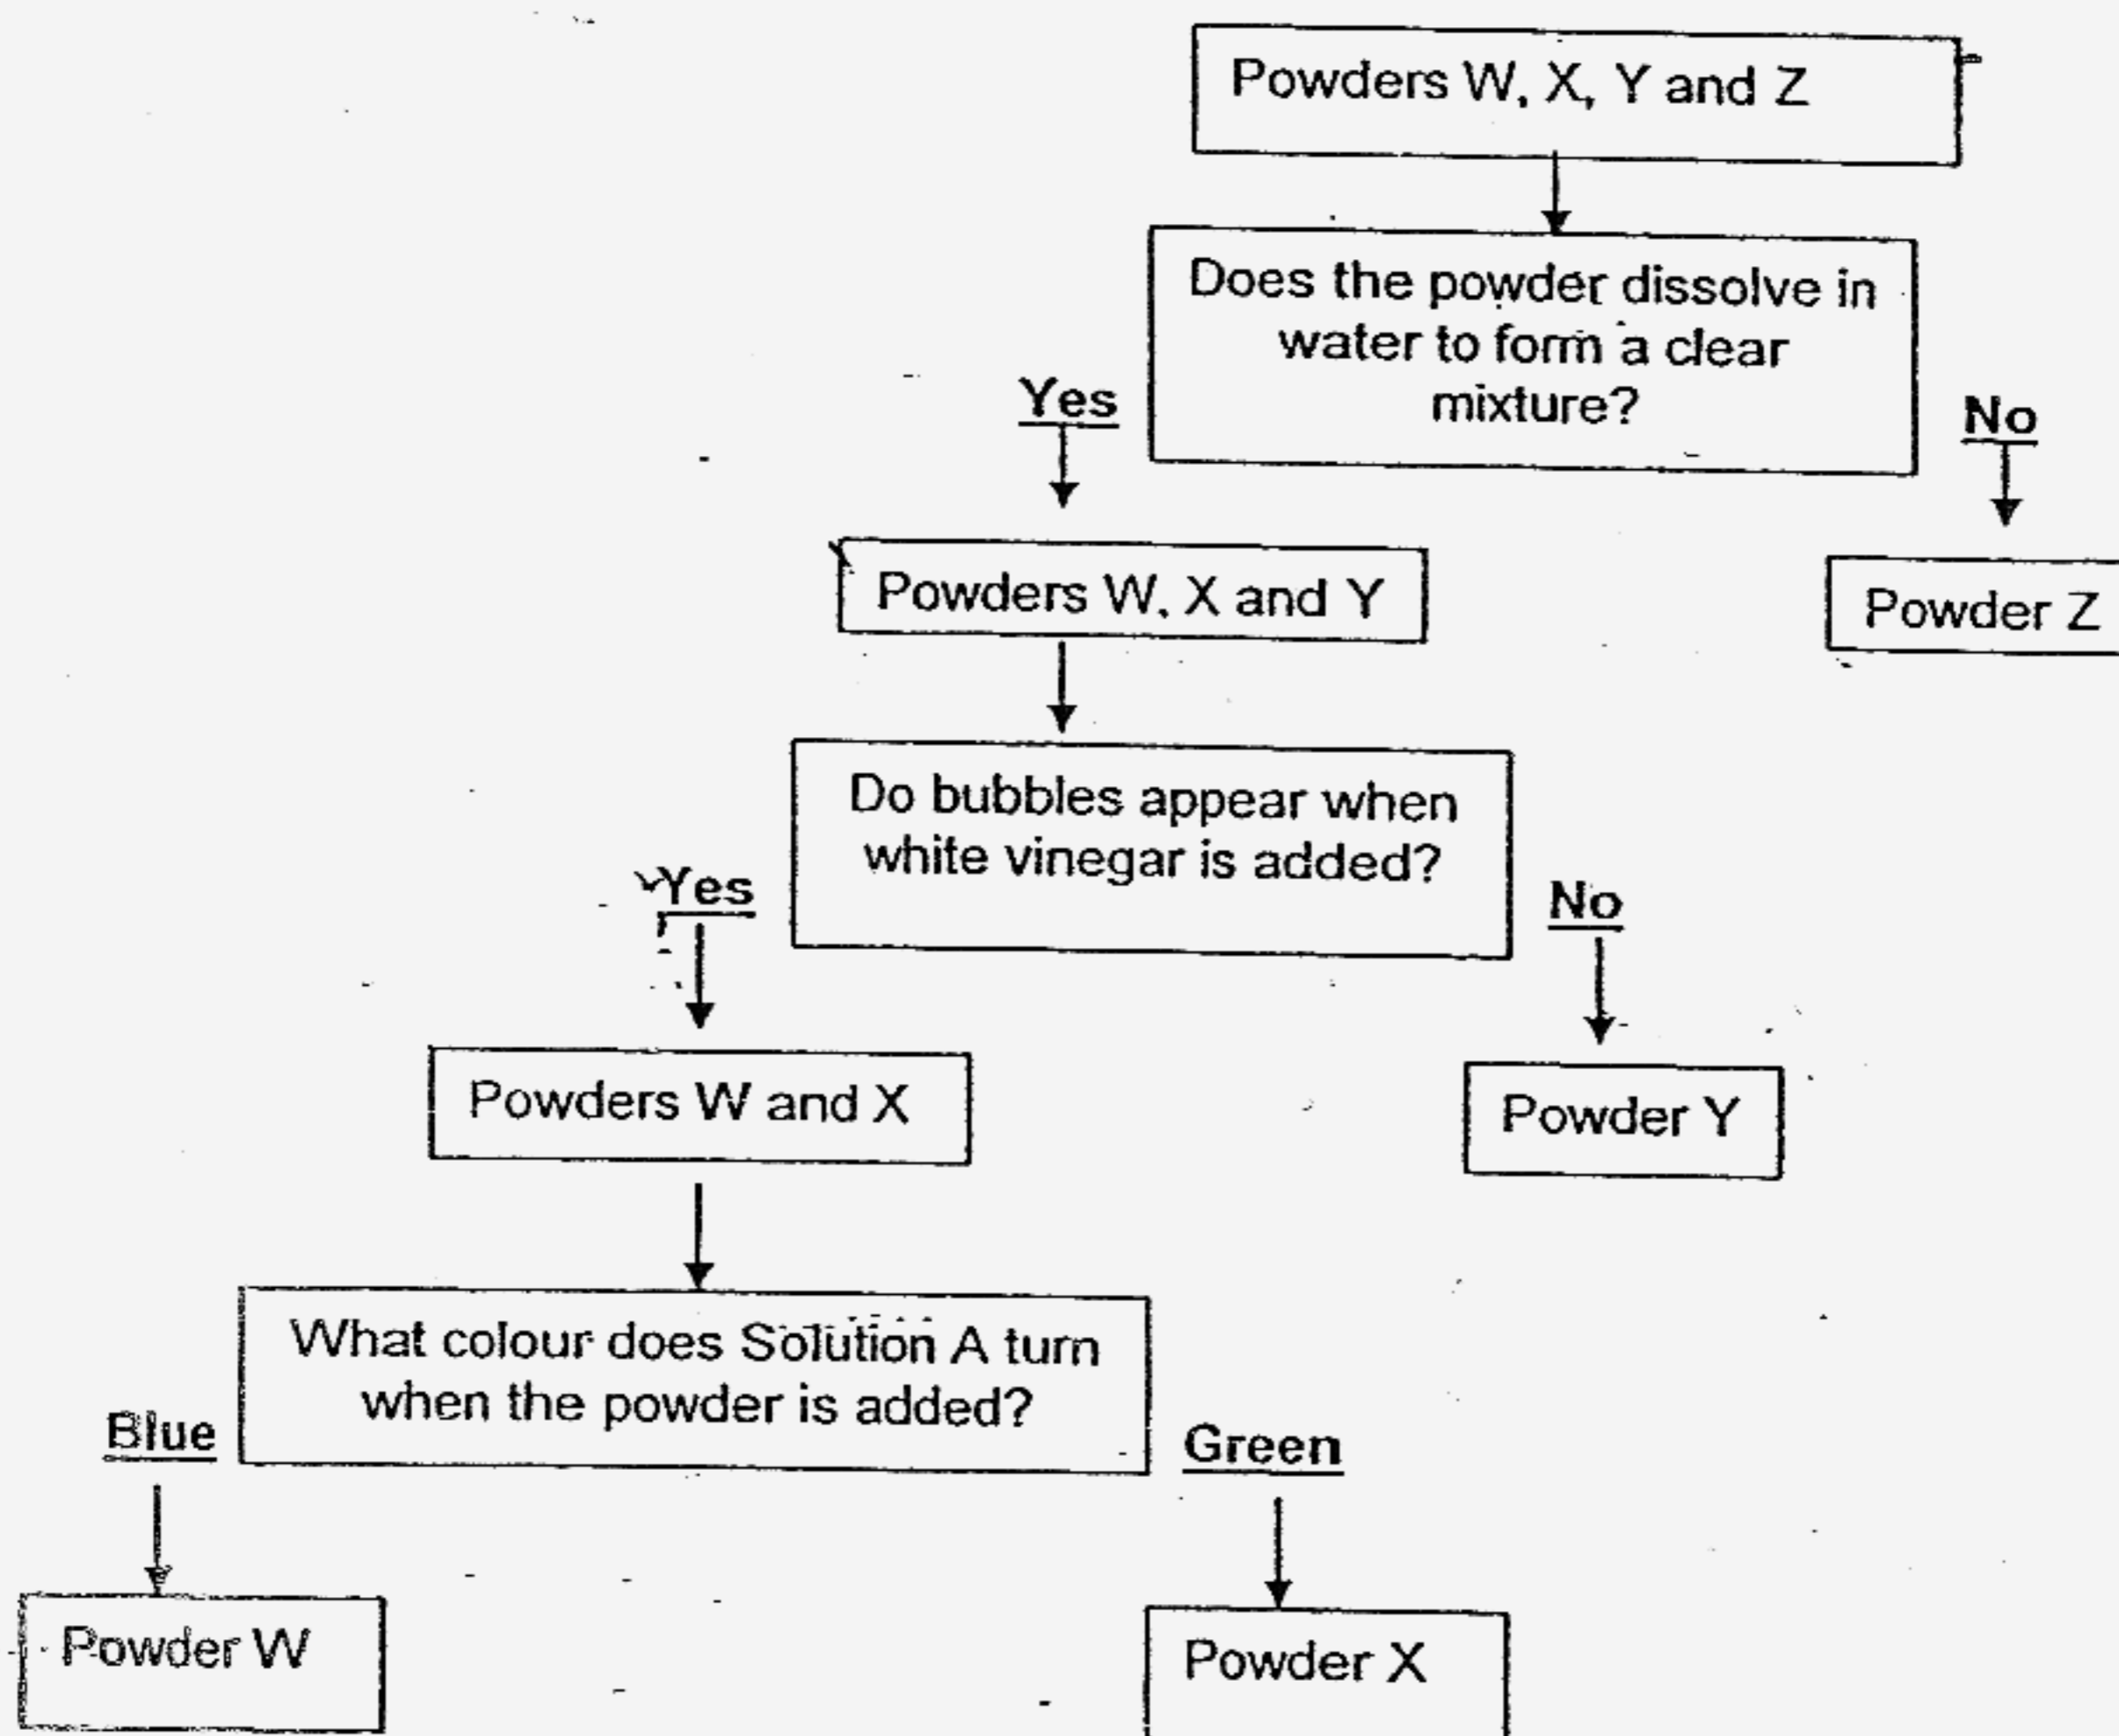 Powders W, X, Y and Z
Does the powder dissolve in
water to form a clear
mixture?
Yes
No
Powders W, X and Y
Powder Z
Do bubbles appear when
white vinegar is added?
Yes
No
Powders W and X
Powder Y
What colour does Solution A turn
when the powder is added?
Blue
Green
Powder W
Powder X